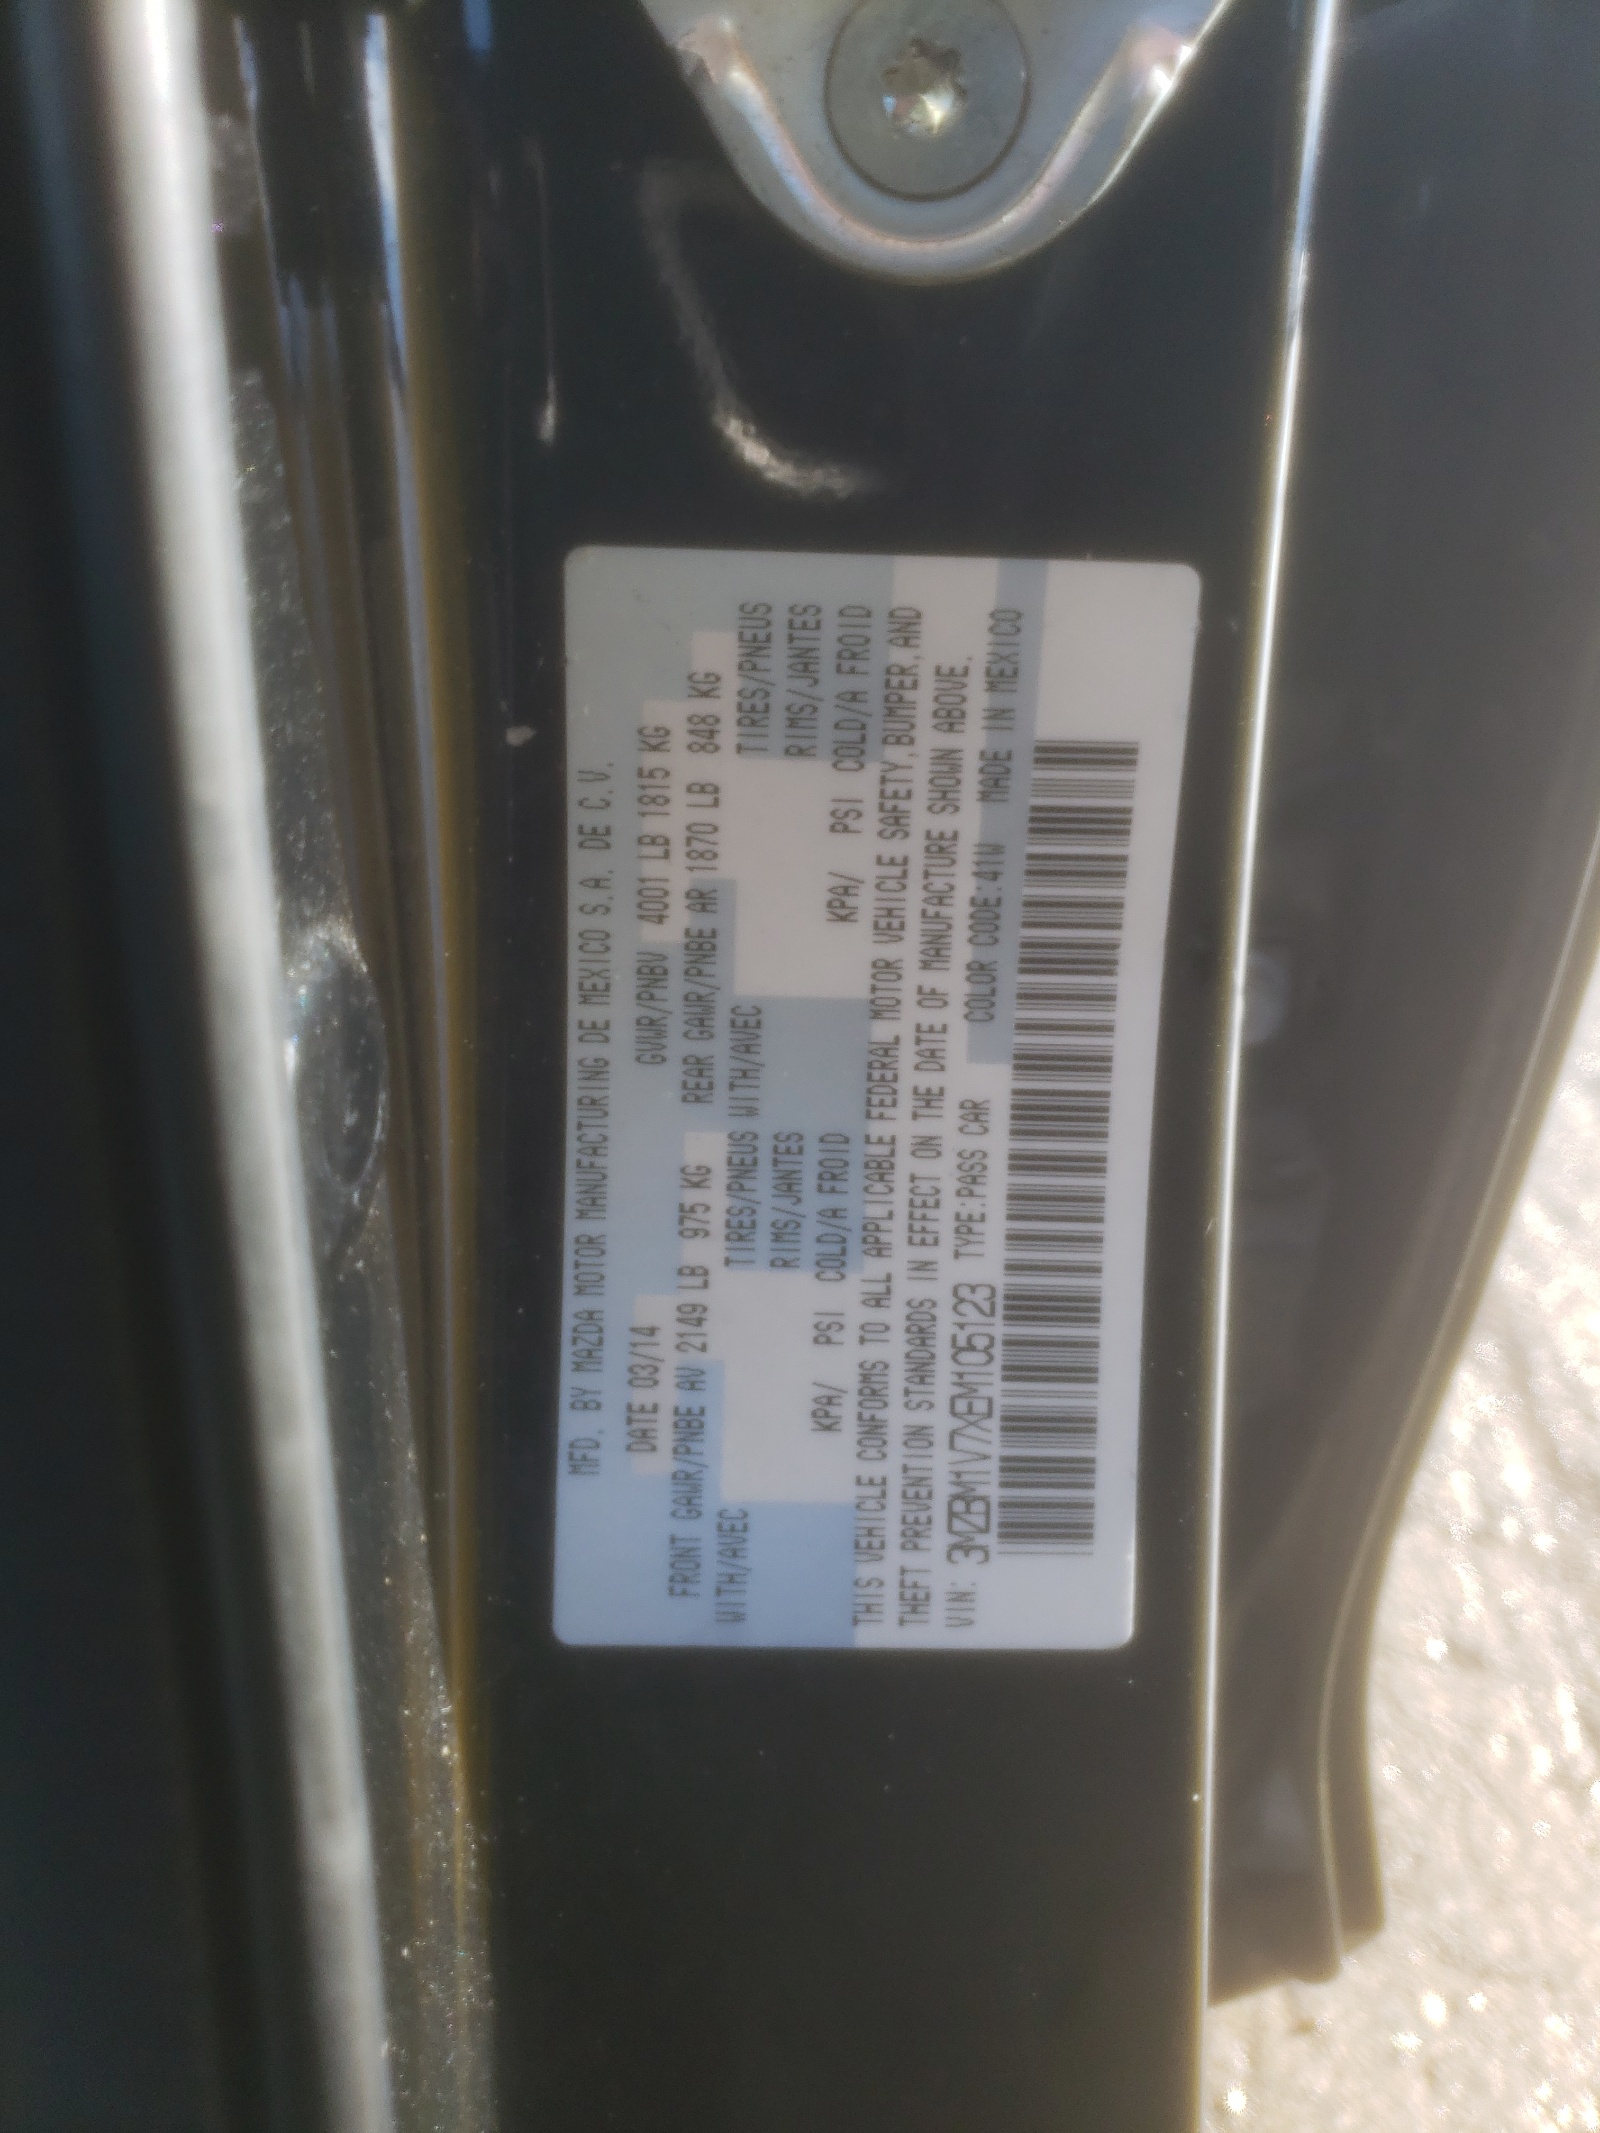 MFD. BY MAZDA MOTOR MANUFACTURING DE MEXICO S.A. DE C.V.
DATE 03/14 GVWR/PNBV 4001 LB 1815 KG
FRONT GAWR/PNBE AV 2149 LB 975 KG REAR GAWR/PNBE AR 1870 LB 848 KG
WITH/AVEC TIRES/PNEUS WITH/AVEC TIRES/PNEUS
RIMS/JANTES RIMS/JANTES
KPA/ PSI COLD/A FROID KPA/ PSI COLD/A FROID
THIS VEHICLE CONFORMS TO ALL APPLICABLE FEDERAL MOTOR VEHICLE SAFETY, BUMPER, AND
THEFT PREVENTION STANDARDS IN EFFECT ON THE DATE OF MANUFACTURE SHOWN ABOVE.
VIN: 3MZBM1V7XEM105123 TYPE:PASS CAR COLOR CODE:41W MADE IN MEXICO